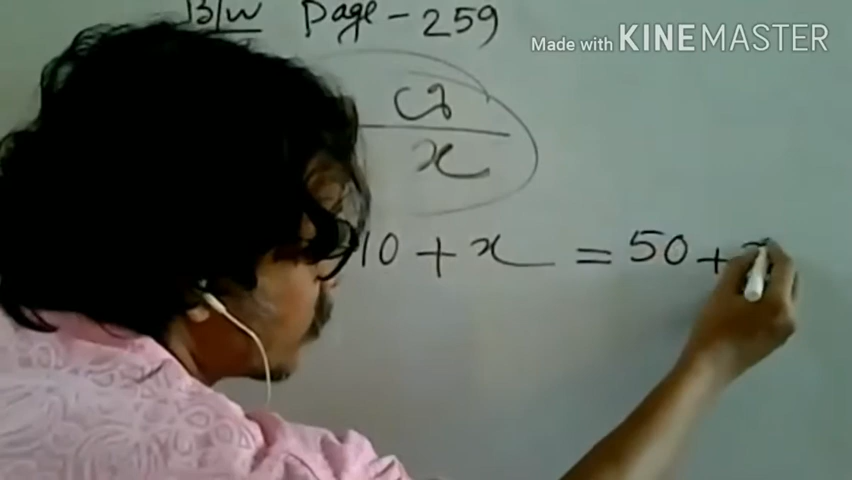 B/W Page - 259
Made with KINEMASTER
x
10 + x = 50 +